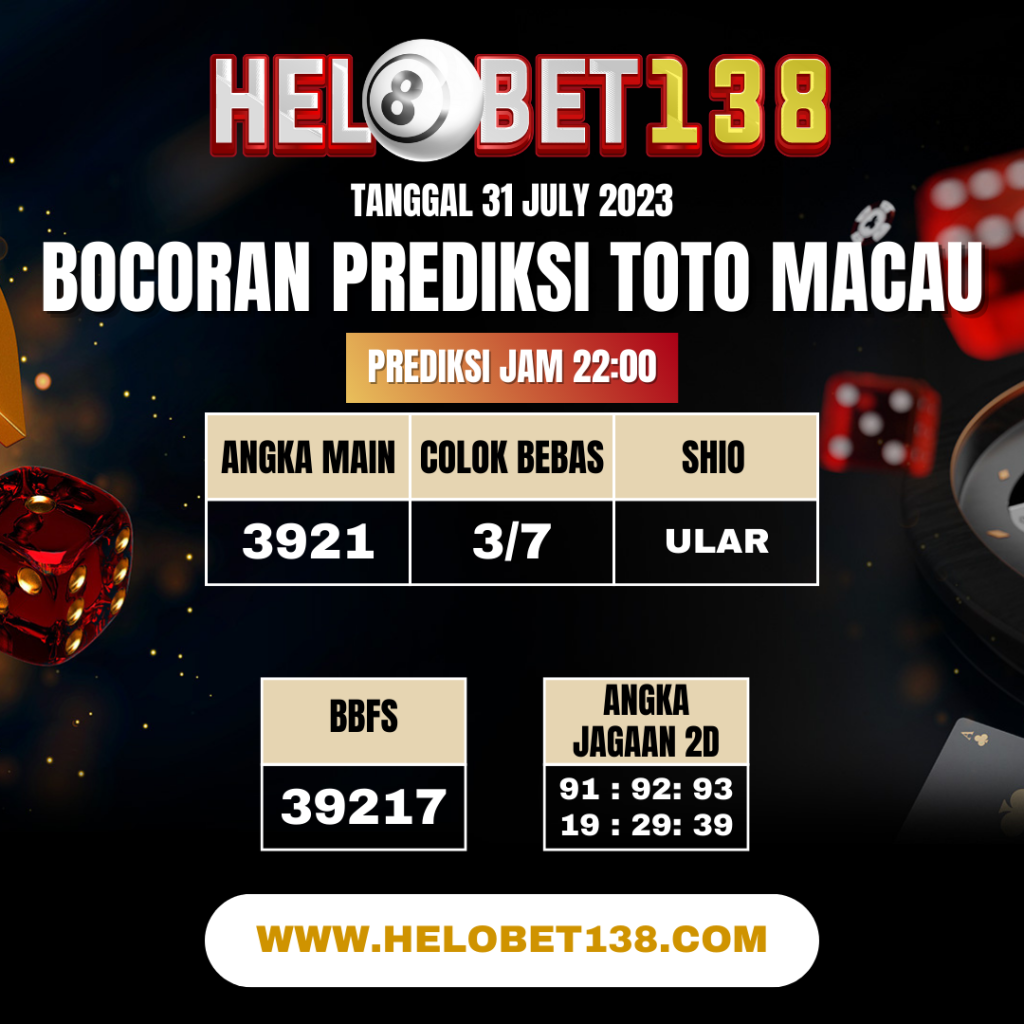 HELOBET138
TANGGAL 31 JULY 2023
BOCORAN PREDIKSI TOTO MACAU
PREDIKSI JAM 22:00
ANGKA MAIN COLOK BEBAS SHIO
3921 3/7 ULAR
BBFS
39217
ANGKA
JAGAAN 2D
91 : 92: 93
19 : 29: 39
WWW.HELOBET138.COM